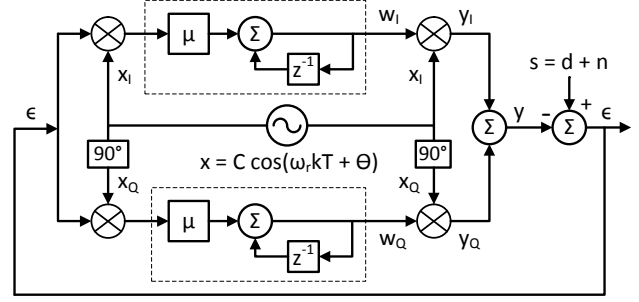 μ
Σ
z⁻¹
w_I
y_I
x_I
x_I
s = d + n
ϵ
90°
x = C cos(ω_r kT + Θ)
90°
Σ
y
-
Σ
+
ϵ
x_Q
x_Q
μ
Σ
z⁻¹
w_Q
y_Q